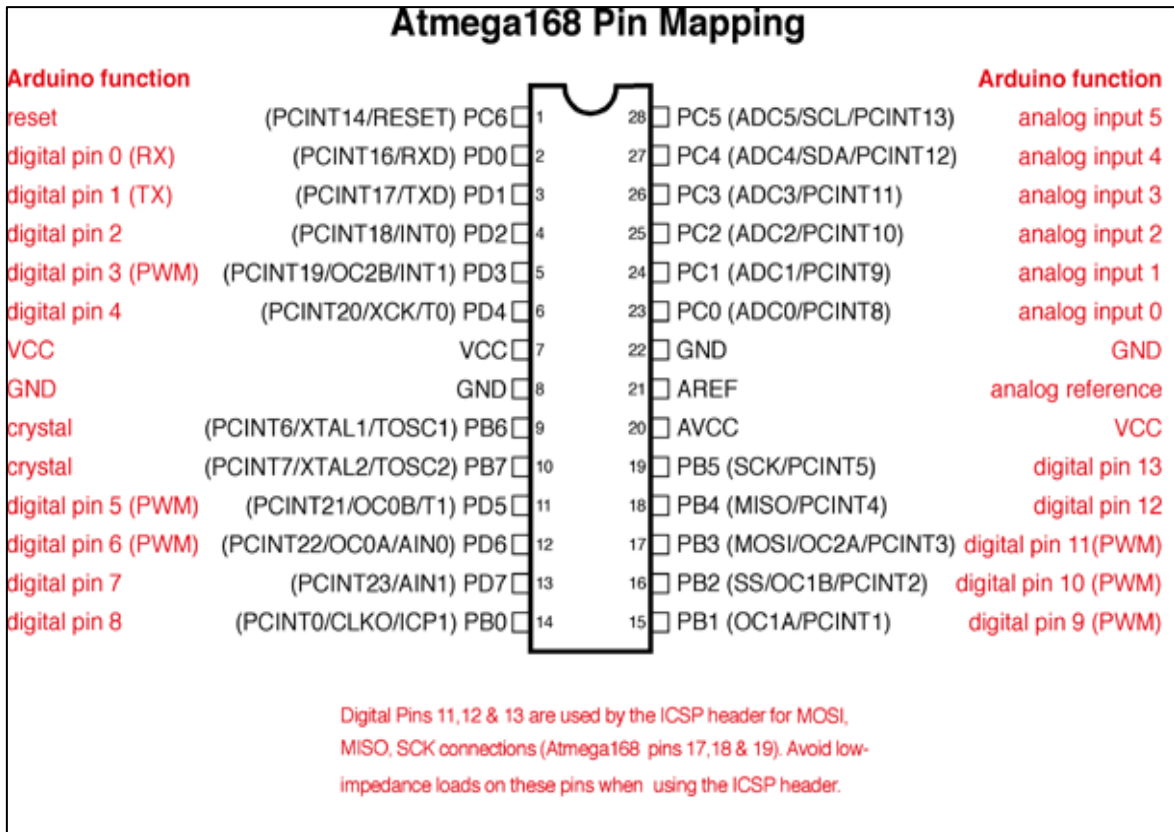 Atmega168 Pin Mapping
Arduino function Arduino function
reset (PCINT14/RESET) PC6 1 28 PC5 (ADC5/SCL/PCINT13) analog input 5
digital pin 0 (RX) (PCINT16/RXD) PD0 2 27 PC4 (ADC4/SDA/PCINT12) analog input 4
digital pin 1 (TX) (PCINT17/TXD) PD1 3 26 PC3 (ADC3/PCINT11) analog input 3
digital pin 2 (PCINT18/INT0) PD2 4 25 PC2 (ADC2/PCINT10) analog input 2
digital pin 3 (PWM) (PCINT19/OC2B/INT1) PD3 5 24 PC1 (ADC1/PCINT9) analog input 1
digital pin 4 (PCINT20/XCK/T0) PD4 6 23 PC0 (ADC0/PCINT8) analog input 0
VCC VCC 7 22 GND GND
GND GND 8 21 AREF analog reference
crystal (PCINT6/XTAL1/TOSC1) PB6 9 20 AVCC VCC
crystal (PCINT7/XTAL2/TOSC2) PB7 10 19 PB5 (SCK/PCINT5) digital pin 13
digital pin 5 (PWM) (PCINT21/OC0B/T1) PD5 11 18 PB4 (MISO/PCINT4) digital pin 12
digital pin 6 (PWM) (PCINT22/OC0A/AIN0) PD6 12 17 PB3 (MOSI/OC2A/PCINT3) digital pin 11(PWM)
digital pin 7 (PCINT23/AIN1) PD7 13 16 PB2 (SS/OC1B/PCINT2) digital pin 10 (PWM)
digital pin 8 (PCINT0/CLKO/ICP1) PB0 14 15 PB1 (OC1A/PCINT1) digital pin 9 (PWM)
Digital Pins 11,12 & 13 are used by the ICSP header for MOSI,
MISO, SCK connections (Atmega168 pins 17,18 & 19). Avoid low-
impedance loads on these pins when using the ICSP header.